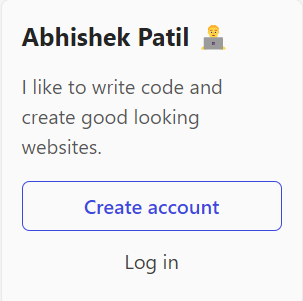 Abhishek Patil 👨‍💻
I like to write code and
create good looking
websites.
Create account
Log in